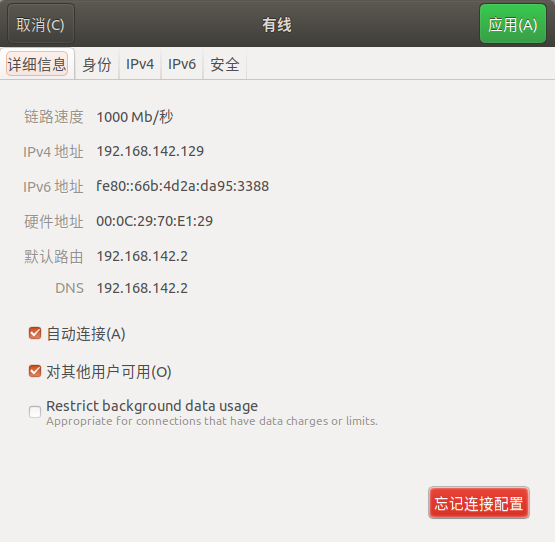 取消(C) 有线 应用(A)
详细信息 身份 IPv4 IPv6 安全
链路速度 1000 Mb/秒
IPv4 地址 192.168.142.129
IPv6 地址 fe80::66b:4d2a:da95:3388
硬件地址 00:0C:29:70:E1:29
默认路由 192.168.142.2
DNS 192.168.142.2
自动连接(A)
对其他用户可用(O)
Restrict background data usage
Appropriate for connections that have data charges or limits.
忘记连接配置